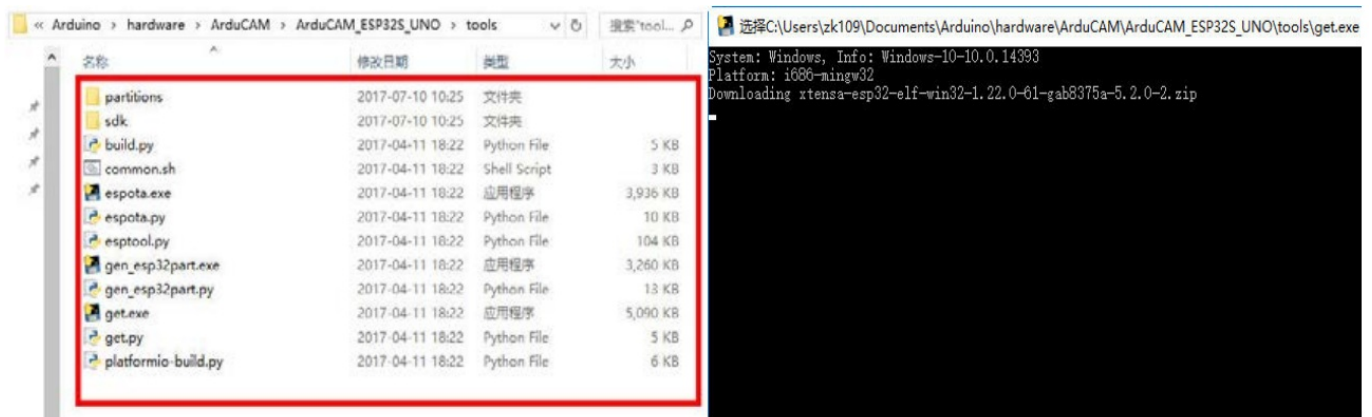 « Arduino › hardware › ArduCAM › ArduCAM_ESP32S_UNO › tools
搜索"tool...
名称 修改日期 类型 大小
partitions 2017-07-10 10:25 文件夹
sdk 2017-07-10 10:25 文件夹
build.py 2017-04-11 18:22 Python File 5 KB
common.sh 2017-04-11 18:22 Shell Script 3 KB
espota.exe 2017-04-11 18:22 应用程序 3,936 KB
espota.py 2017-04-11 18:22 Python File 10 KB
esptool.py 2017-04-11 18:22 Python File 104 KB
gen_esp32part.exe 2017-04-11 18:22 应用程序 3,260 KB
gen_esp32part.py 2017-04-11 18:22 Python File 13 KB
get.exe 2017-04-11 18:22 应用程序 5,090 KB
get.py 2017-04-11 18:22 Python File 5 KB
platformio-build.py 2017-04-11 18:22 Python File 6 KB
选择C:\Users\zk109\Documents\Arduino\hardware\ArduCAM\ArduCAM_ESP32S_UNO\tools\get.exe
System: Windows, Info: Windows-10-10.0.14393
Platform: i686-mingw32
Downloading xtensa-esp32-elf-win32-1.22.0-61-gab8375a-5.2.0-2.zip